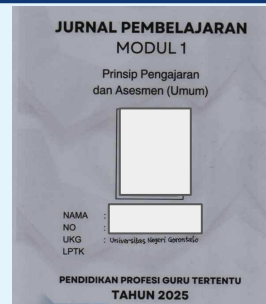 JURNAL PEMBELAJARAN
MODUL 1
Prinsip Pengajaran
dan Asesmen (Umum)
NAMA :
NO :
UKG : Universitas Negeri Gorontalo
LPTK
PENDIDIKAN PROFESI GURU TERTENTU
TAHUN 2025